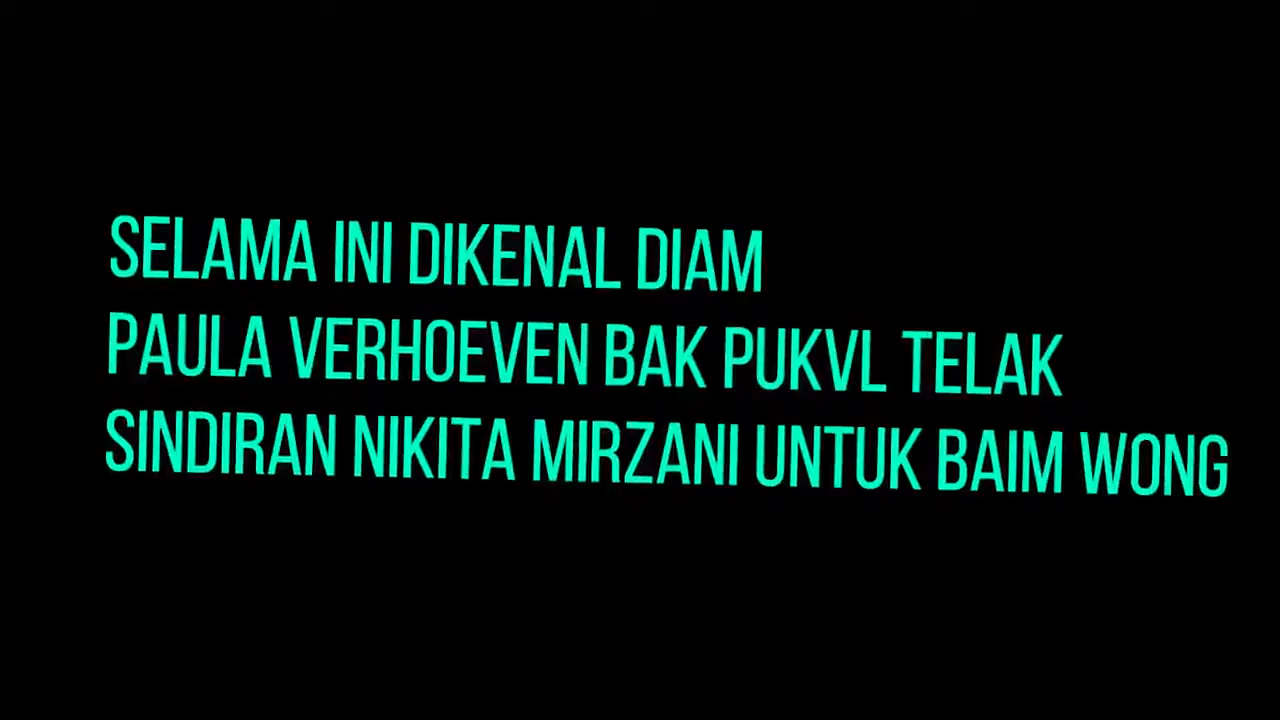 SELAMA INI DIKENAL DIAM
PAULA VERHOEVEN BAK PUKVL TELAK
SINDIRAN NIKITA MIRZANI UNTUK BAIM WONG